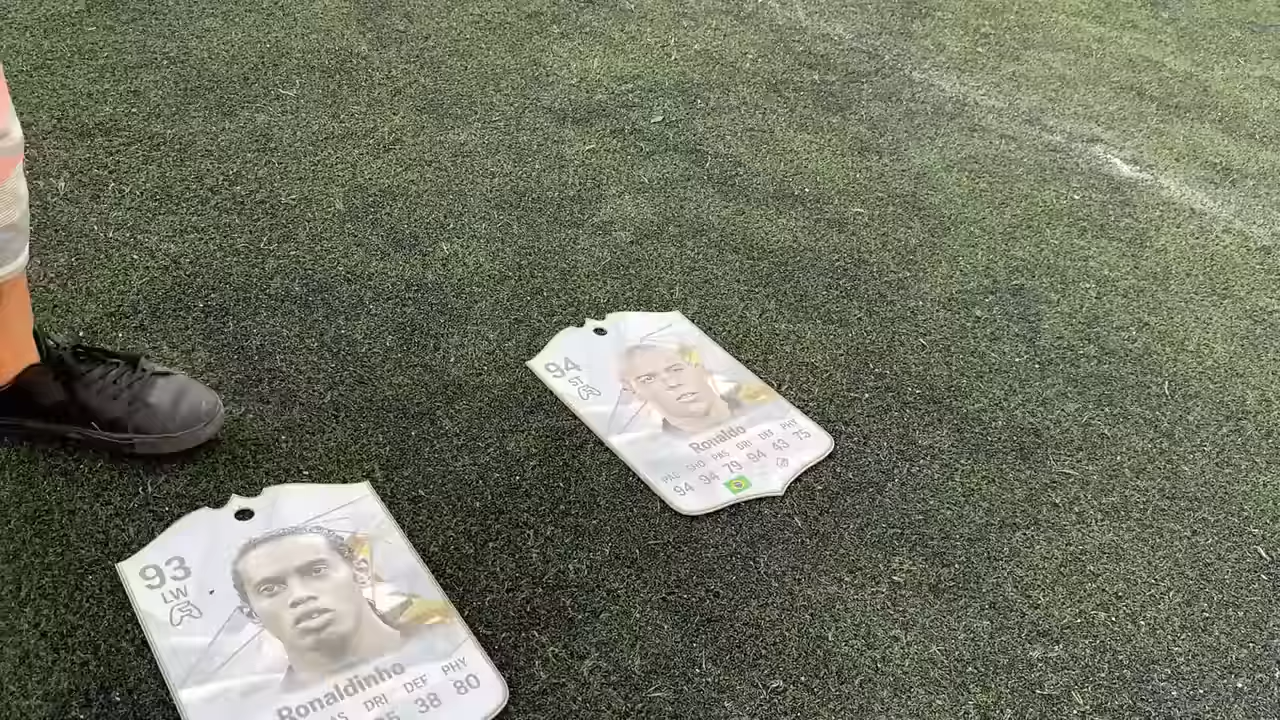 94
ST
Ronaldo
PAC SHO PAS DRI DEF PHY
94 94 79 94 43 75
93
LW
Ronaldinho
DRI DEF PHY
38 80